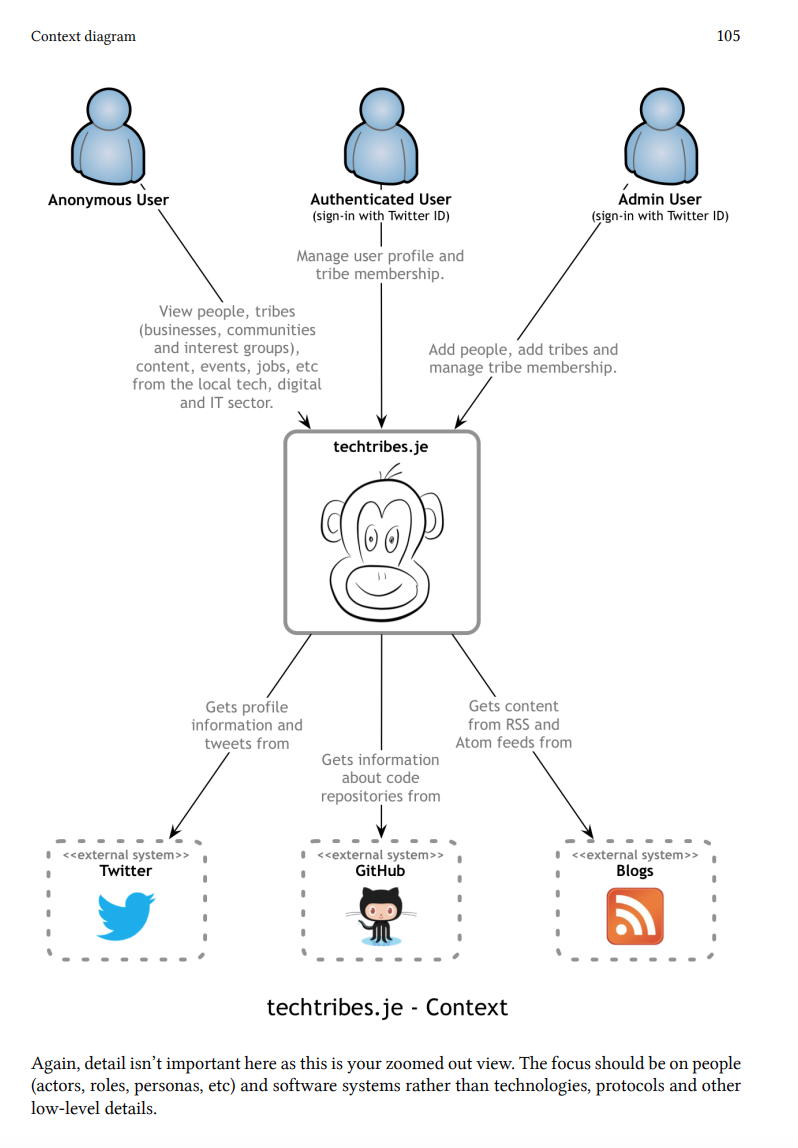 Context diagram
105
Anonymous User
Authenticated User
(sign-in with Twitter ID)
Admin User
(sign-in with Twitter ID)
Manage user profile and
tribe membership.
View people, tribes
(businesses, communities
and interest groups),
content, events, jobs, etc
from the local tech, digital
and IT sector.
Add people, add tribes and
manage tribe membership.
techtribes.je
Gets profile
information and
tweets from
Gets information
about code
repositories from
Gets content
from RSS and
Atom feeds from
<<external system>>
Twitter
<<external system>>
GitHub
<<external system>>
Blogs
techtribes.je - Context
Again, detail isn’t important here as this is your zoomed out view. The focus should be on people
(actors, roles, personas, etc) and software systems rather than technologies, protocols and other
low-level details.